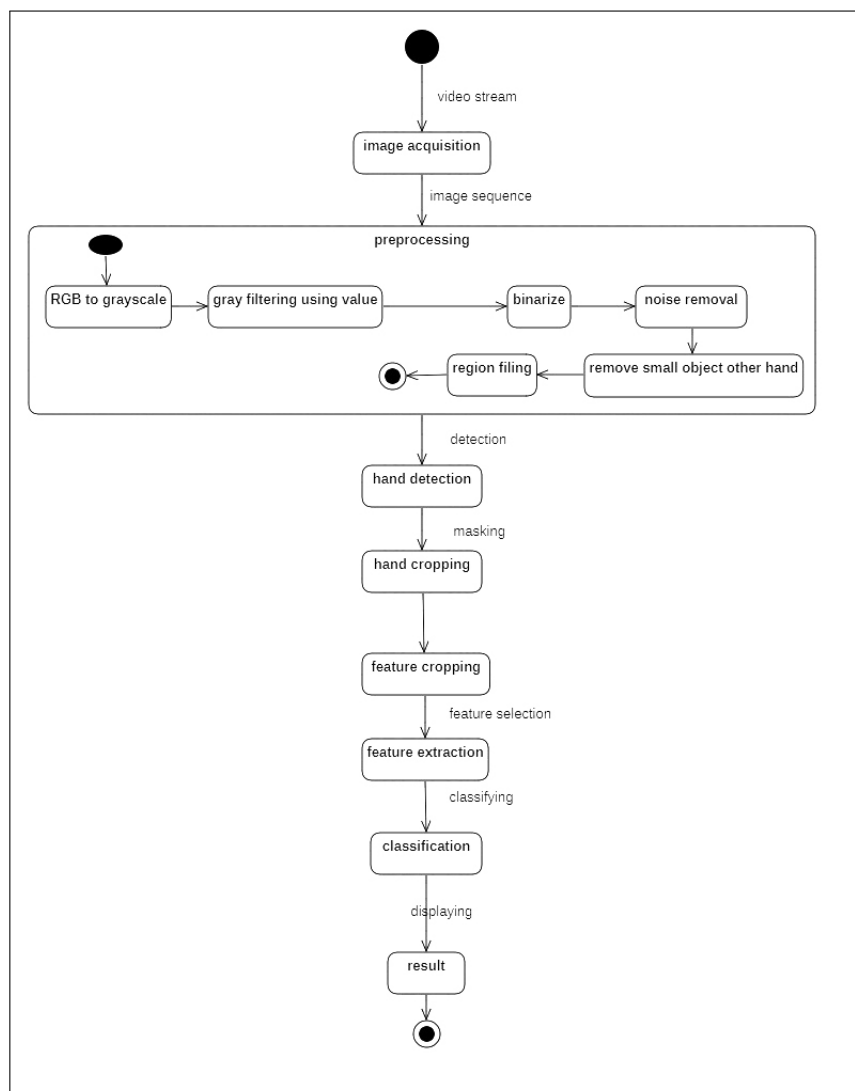 video stream
image acquisition
image sequence
preprocessing
RGB to grayscale
gray filtering using value
binarize
noise removal
remove small object other hand
region filing
detection
hand detection
masking
hand cropping
feature cropping
feature selection
feature extraction
classifying
classification
displaying
result